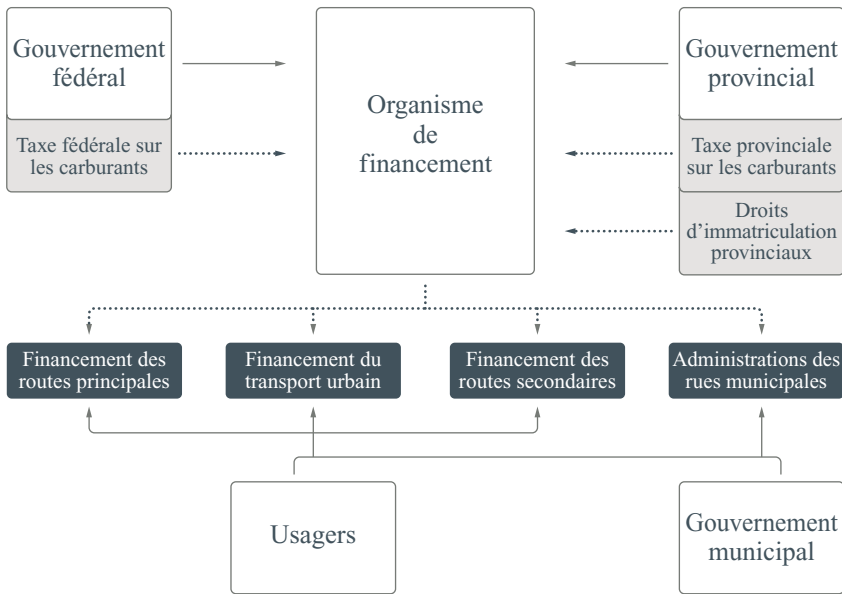 Gouvernement
fédéral
Taxe fédérale sur
les carburants
Organisme
de
financement
Gouvernement
provincial
Taxe provinciale
sur les carburants
Droits
d’immatriculation
provinciaux
Financement des
routes principales
Financement du
transport urbain
Financement des
routes secondaires
Administrations des
rues municipales
Usagers
Gouvernement
municipal